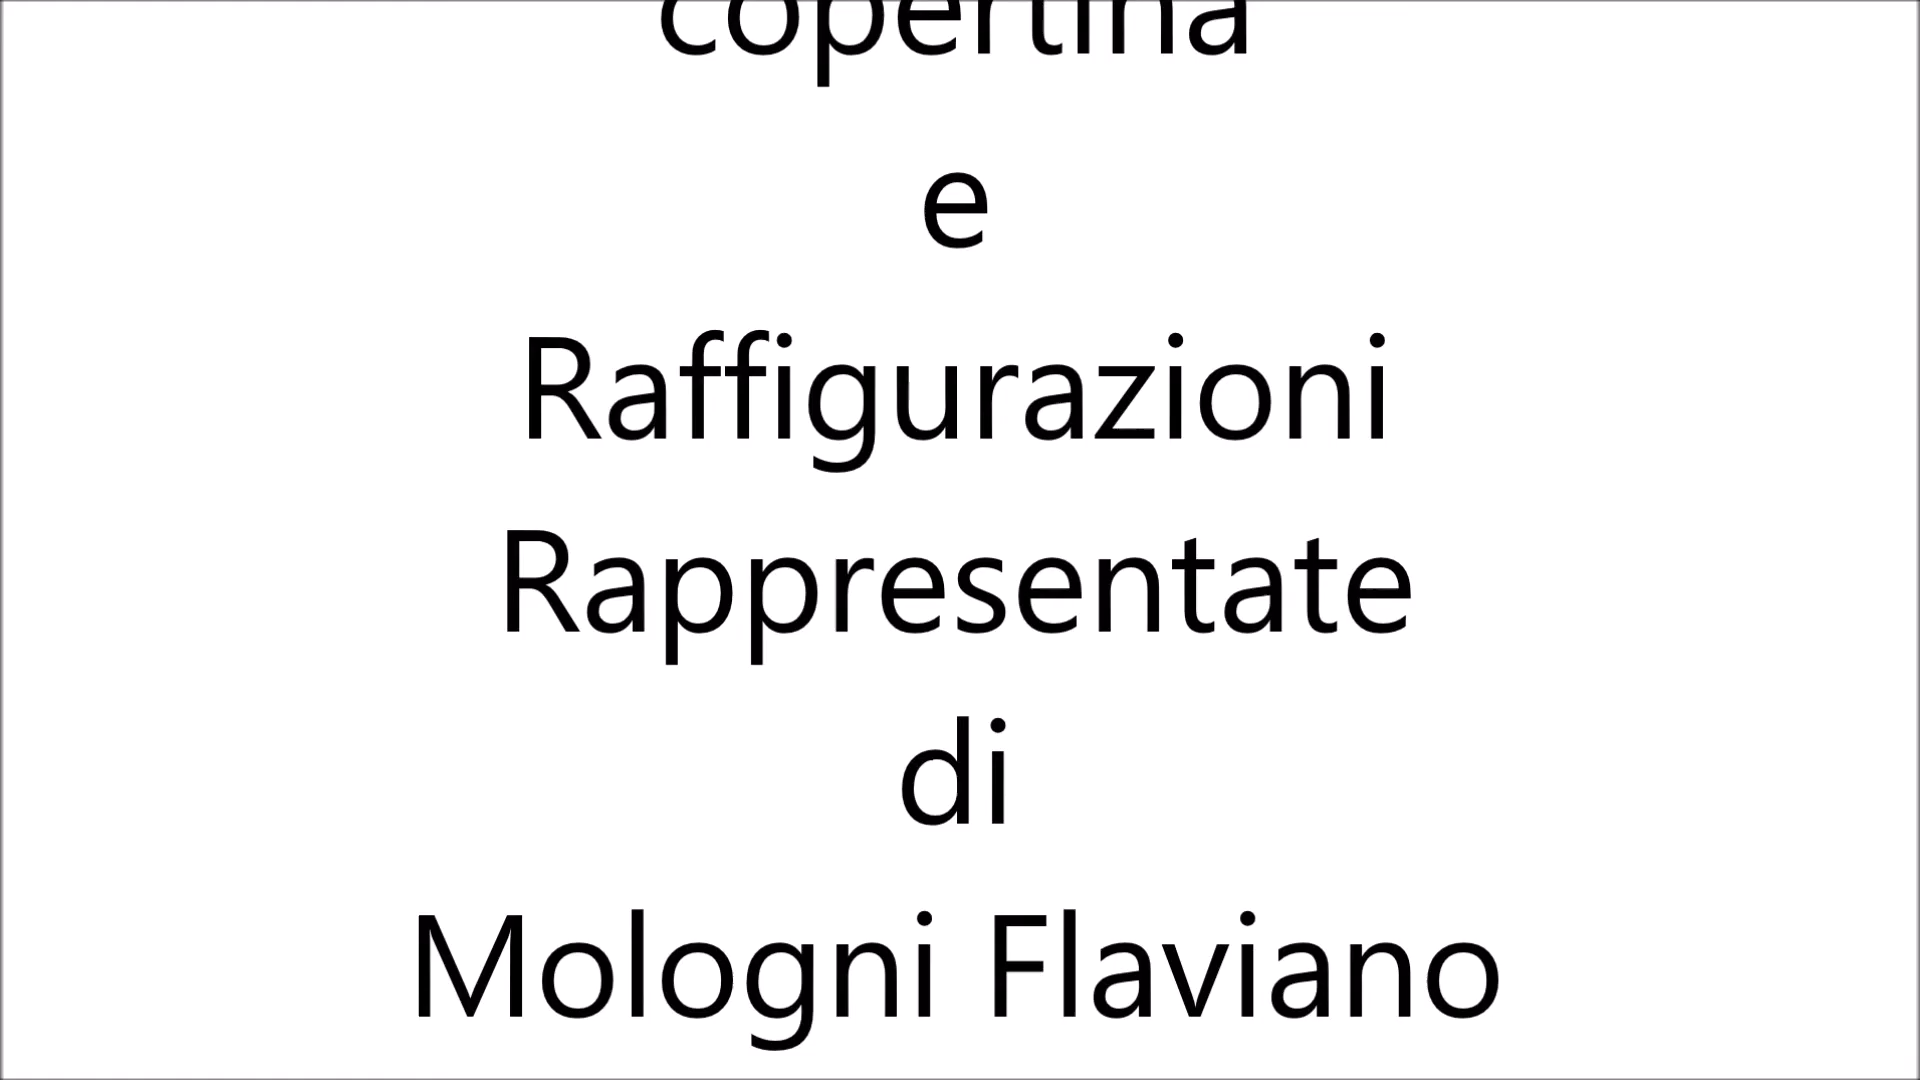 copertina
e
Raffigurazioni
Rappresentate
di
Mologni Flaviano